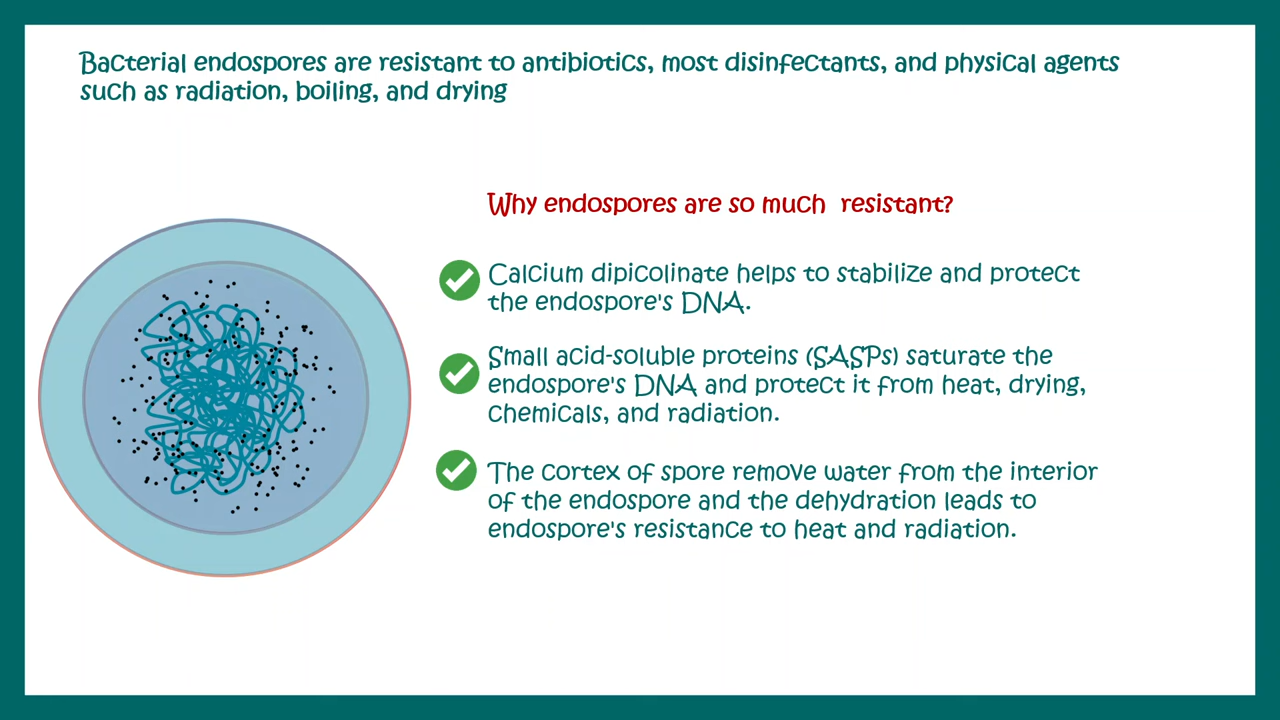 Bacterial endospores are resistant to antibiotics, most disinfectants, and physical agents
such as radiation, boiling, and drying
Why endospores are so much resistant?
Calcium dipicolinate helps to stabilize and protect
the endospore's DNA.
Small acid-soluble proteins (SASPs) saturate the
endospore's DNA and protect it from heat, drying,
chemicals, and radiation.
The cortex of spore remove water from the interior
of the endospore and the dehydration leads to
endospore's resistance to heat and radiation.